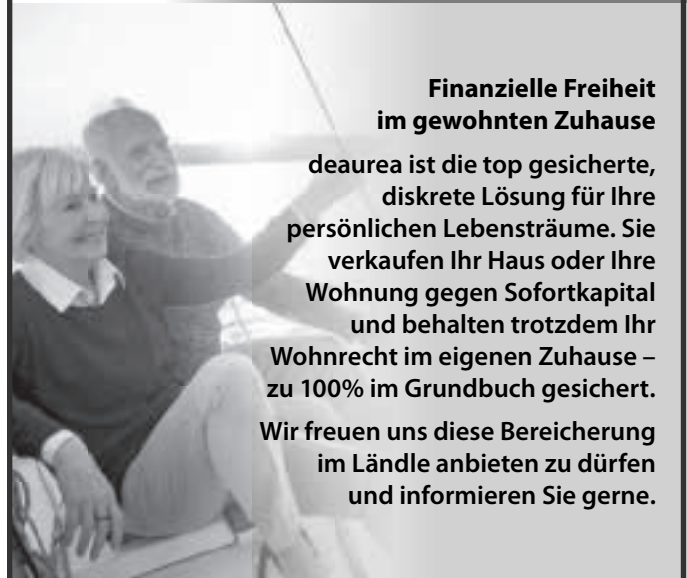 Finanzielle Freiheit
im gewohnten Zuhause
deaurea ist die top gesicherte,
diskrete Lösung für Ihre
persönlichen Lebensträume. Sie
verkaufen Ihr Haus oder Ihre
Wohnung gegen Sofortkapital
und behalten trotzdem Ihr
Wohnrecht im eigenen Zuhause –
zu 100% im Grundbuch gesichert.
Wir freuen uns diese Bereicherung
im Ländle anbieten zu dürfen
und informieren Sie gerne.